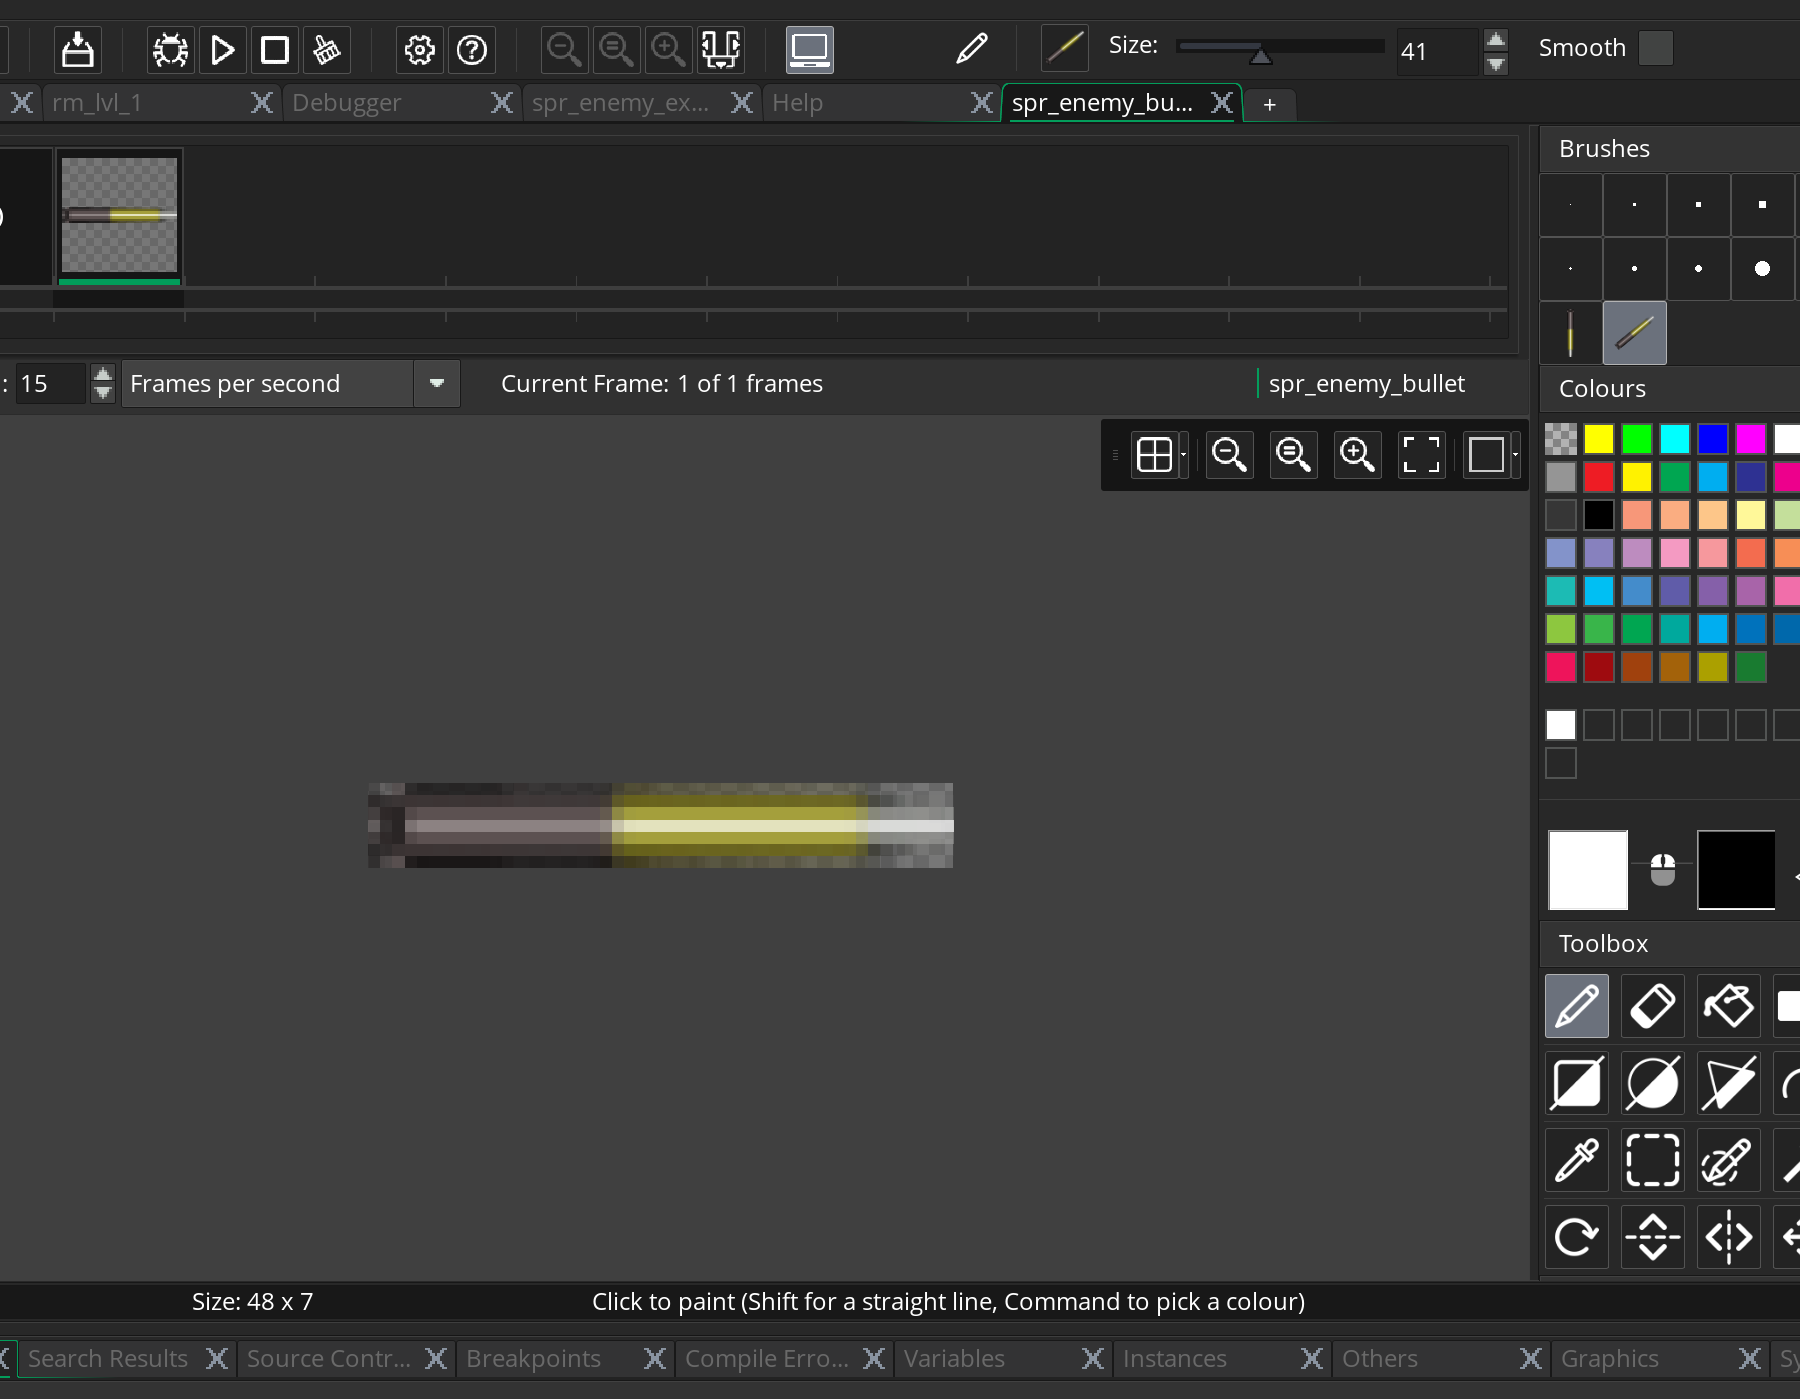 Size: 41 Smooth
rm_lvl_1 Debugger spr_enemy_ex... Help spr_enemy_bu... +
Brushes
: 15 Frames per second Current Frame: 1 of 1 frames spr_enemy_bullet
Colours
Toolbox
Size: 48 x 7 Click to paint (Shift for a straight line, Command to pick a colour)
Search Results Source Contr... Breakpoints Compile Erro... Variables Instances Others Graphics Sy